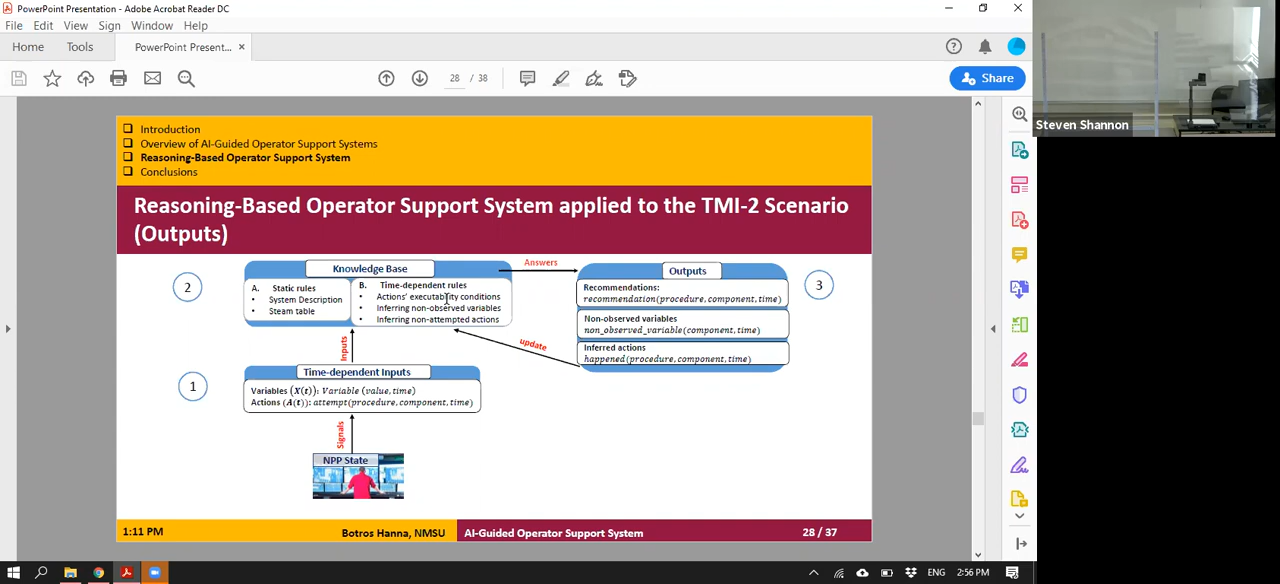 PowerPoint Presentation - Adobe Acrobat Reader DC
File Edit View Sign Window Help
Home Tools PowerPoint Present... ×
28 / 38
Share
Steven Shannon
Introduction
Overview of AI-Guided Operator Support Systems
Reasoning-Based Operator Support System
Conclusions
Reasoning-Based Operator Support System applied to the TMI-2 Scenario
(Outputs)
2
Knowledge Base
A. Static rules
• System Description
• Steam table
B. Time-dependent rules
• Actions' executability conditions
• Inferring non-observed variables
• Inferring non-attempted actions
Answers
Outputs
Recommendations:
recommendation(procedure, component, time)
Non-observed variables
non_observed_variable(component, time)
Inferred actions
happened(procedure, component, time)
3
update
Inputs
1
Time-dependent Inputs
Variables (X(t)): Variable (value, time)
Actions (A(t)): attempt(procedure, component, time)
Signals
NPP State
1:11 PM Botros Hanna, NMSU AI-Guided Operator Support System 28 / 37
ENG 2:56 PM